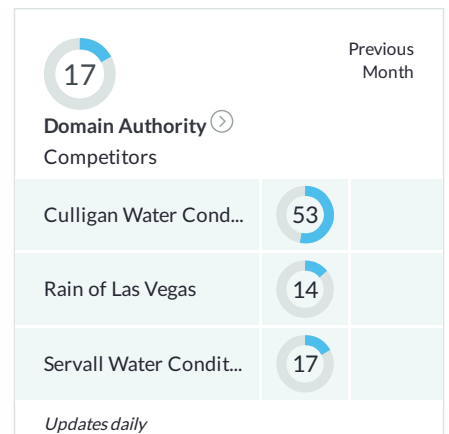 17
Previous
Month
Domain Authority
Competitors
Culligan Water Cond... 53
Rain of Las Vegas 14
Servall Water Condit... 17
Updates daily